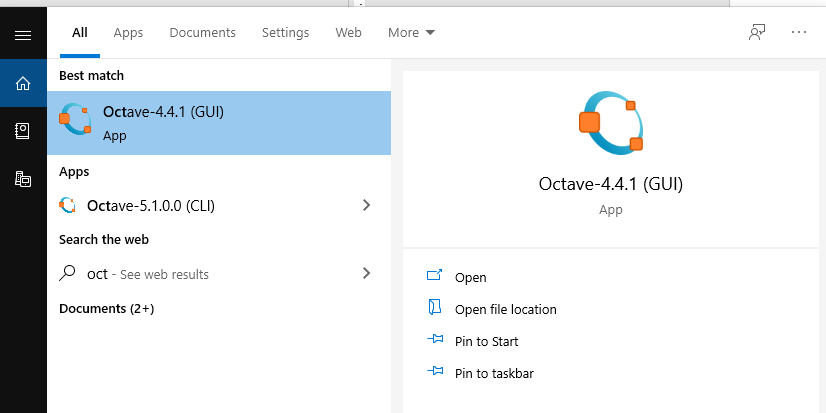 All Apps Documents Settings Web More
Best match
Octave-4.4.1 (GUI)
App
Apps
Octave-5.1.0.0 (CLI)
Search the web
oct - See web results
Documents (2+)
Octave-4.4.1 (GUI)
App
Open
Open file location
Pin to Start
Pin to taskbar